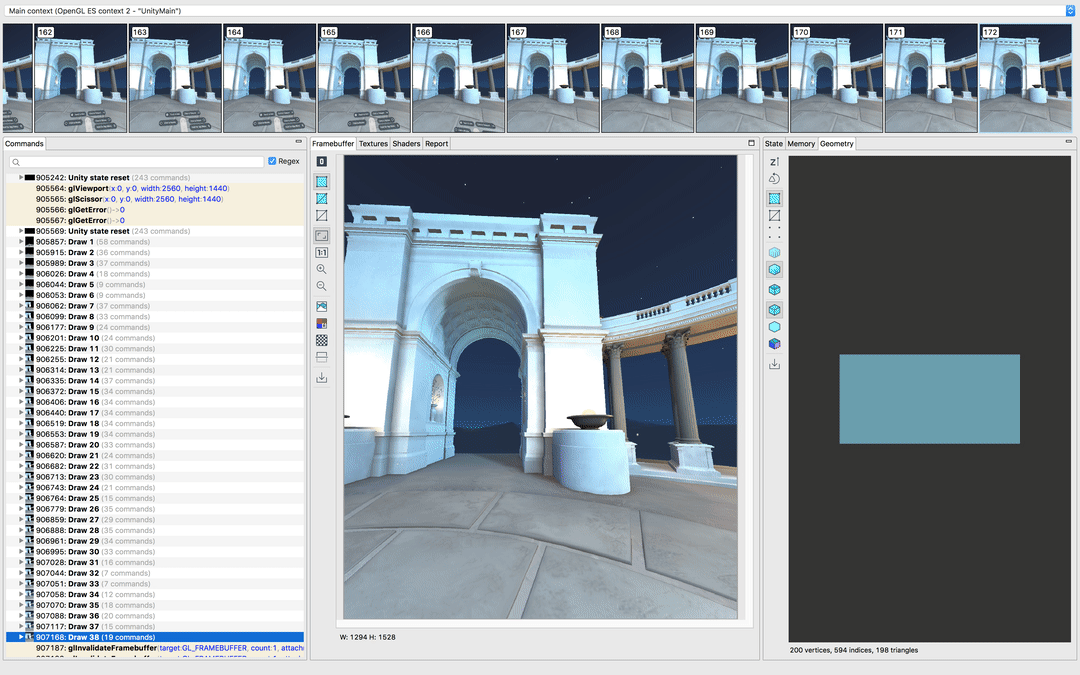 Main context (OpenGL ES context 2 - "UnityMain")
162 163 164 165 166 167 168 169 170 171 172
Commands
Regex
905242: Unity state reset (243 commands)
905564: glViewport(x:0, y:0, width:2560, height:1440)
905565: glScissor(x:0, y:0, width:2560, height:1440)
905566: glGetError()->0
905567: glGetError()->0
905569: Unity state reset (243 commands)
905857: Draw 1 (58 commands)
905915: Draw 2 (36 commands)
905989: Draw 3 (37 commands)
906026: Draw 4 (18 commands)
906044: Draw 5 (9 commands)
906053: Draw 6 (9 commands)
906062: Draw 7 (37 commands)
906099: Draw 8 (33 commands)
906177: Draw 9 (24 commands)
906201: Draw 10 (24 commands)
906225: Draw 11 (30 commands)
906255: Draw 12 (21 commands)
906314: Draw 13 (21 commands)
906335: Draw 14 (37 commands)
906372: Draw 15 (34 commands)
906406: Draw 16 (34 commands)
906440: Draw 17 (34 commands)
906519: Draw 18 (34 commands)
906553: Draw 19 (34 commands)
906587: Draw 20 (33 commands)
906620: Draw 21 (24 commands)
906682: Draw 22 (31 commands)
906713: Draw 23 (30 commands)
906743: Draw 24 (21 commands)
906764: Draw 25 (15 commands)
906779: Draw 26 (35 commands)
906859: Draw 27 (29 commands)
906888: Draw 28 (35 commands)
906961: Draw 29 (34 commands)
906995: Draw 30 (33 commands)
907028: Draw 31 (16 commands)
907044: Draw 32 (7 commands)
907051: Draw 33 (7 commands)
907058: Draw 34 (12 commands)
907070: Draw 35 (18 commands)
907088: Draw 36 (20 commands)
907117: Draw 37 (15 commands)
907168: Draw 38 (19 commands)
907187: glInvalidateFramebuffer(target:GL_FRAMEBUFFER, count:1, attach
Framebuffer Textures Shaders Report
0
1:1
W: 1294 H: 1528
State Memory Geometry
Z
200 vertices, 594 indices, 198 triangles